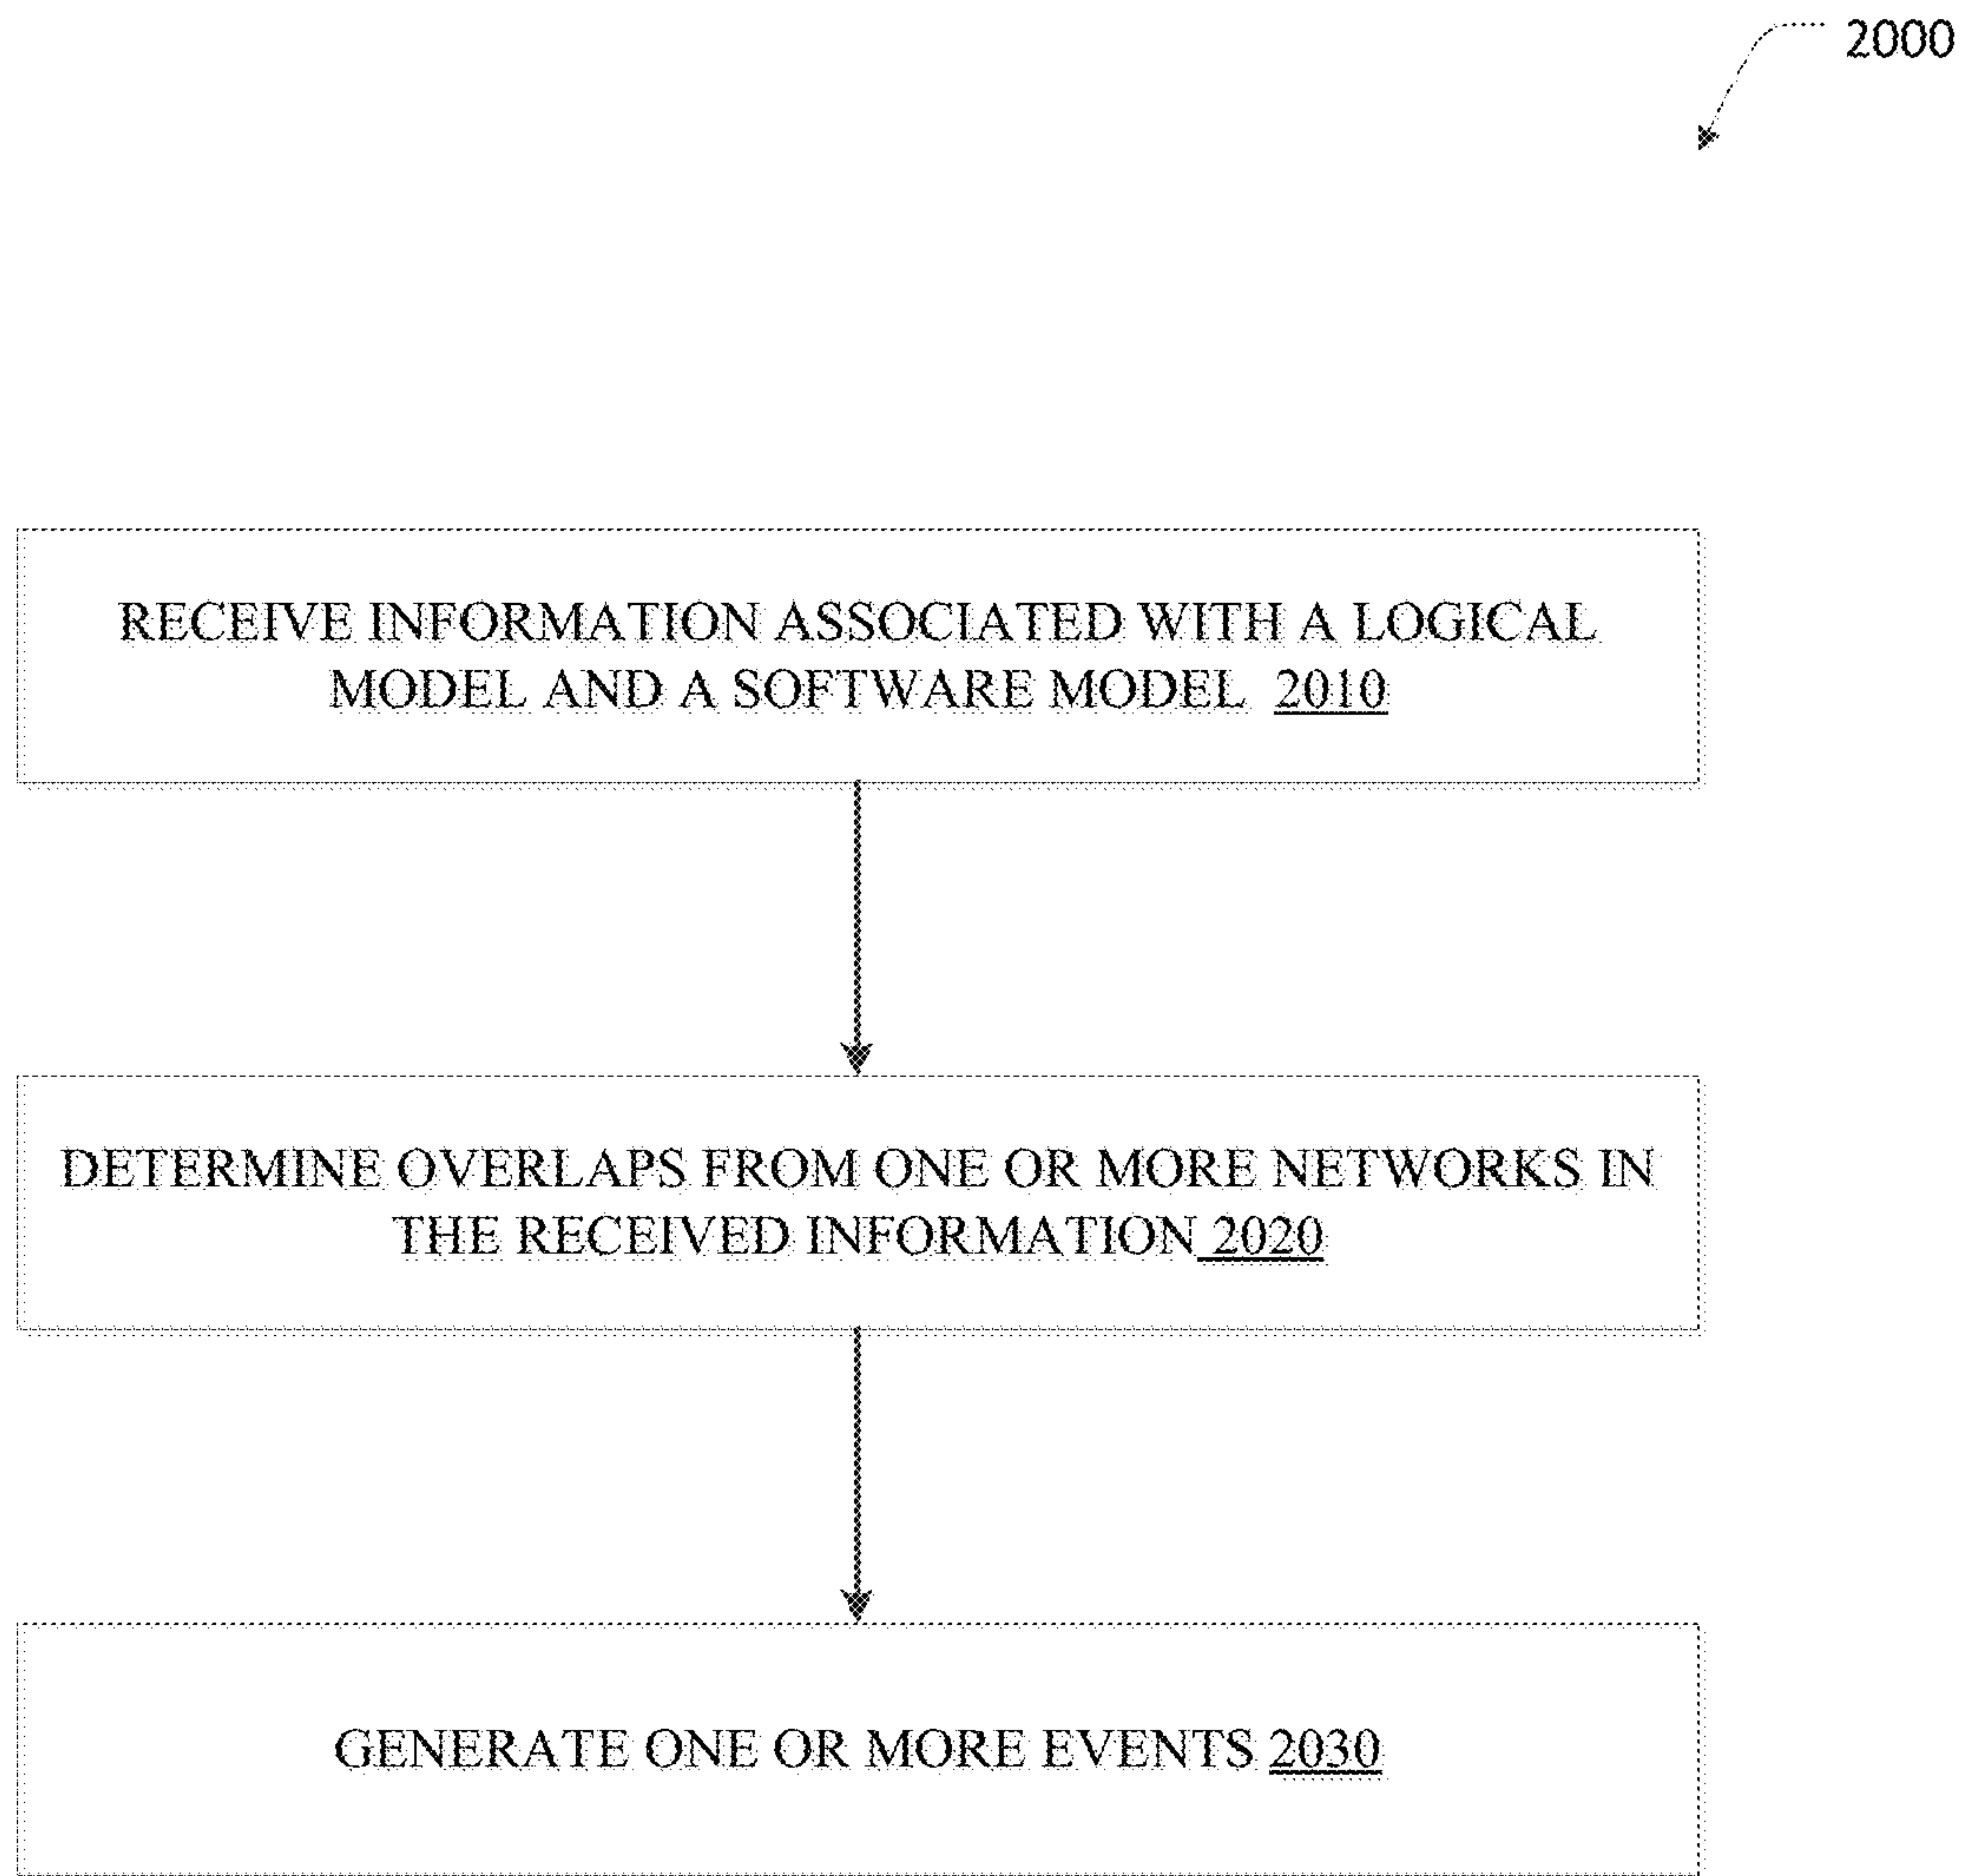 2000
RECEIVE INFORMATION ASSOCIATED WITH A LOGICAL
MODEL AND A SOFTWARE MODEL 2010
DETERMINE OVERLAPS FROM ONE OR MORE NETWORKS IN
THE RECEIVED INFORMATION 2020
GENERATE ONE OR MORE EVENTS 2030